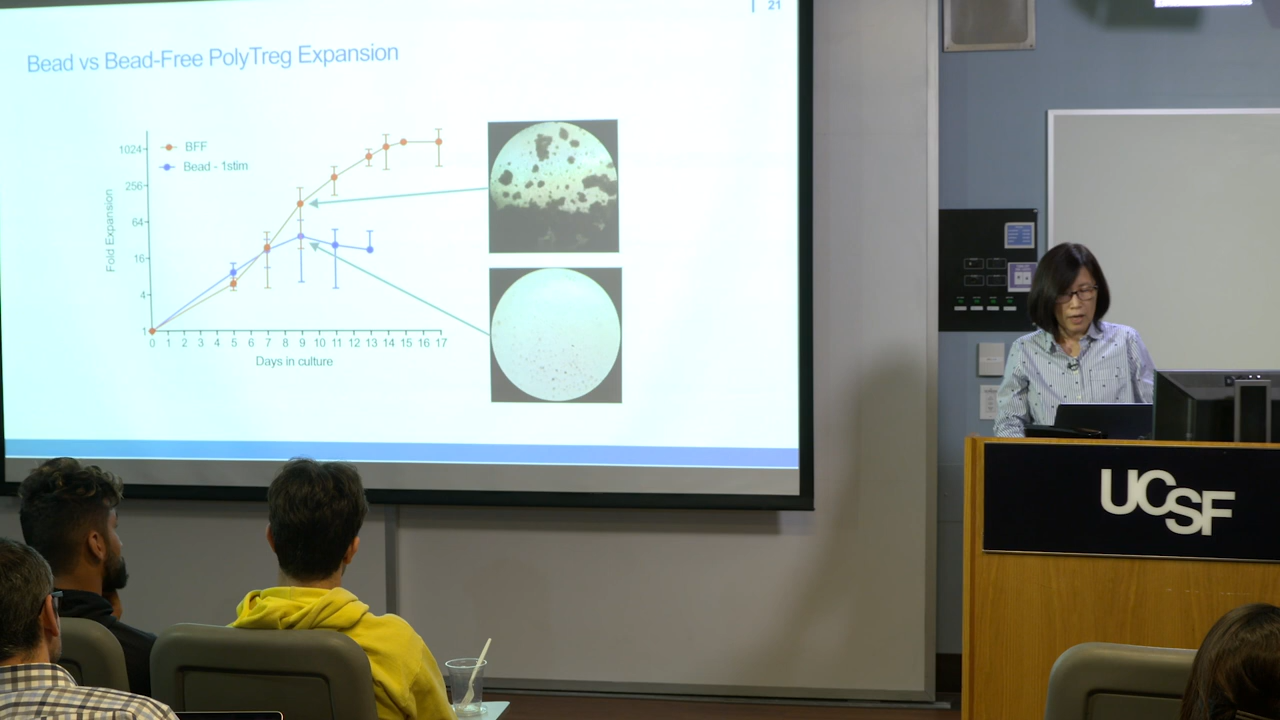 21
Bead vs Bead-Free PolyTreg Expansion
BFF
Bead - 1stim
1024
256
64
16
4
1
Fold Expansion
0 1 2 3 4 5 6 7 8 9 10 11 12 13 14 15 16 17
Days in culture
UCSF